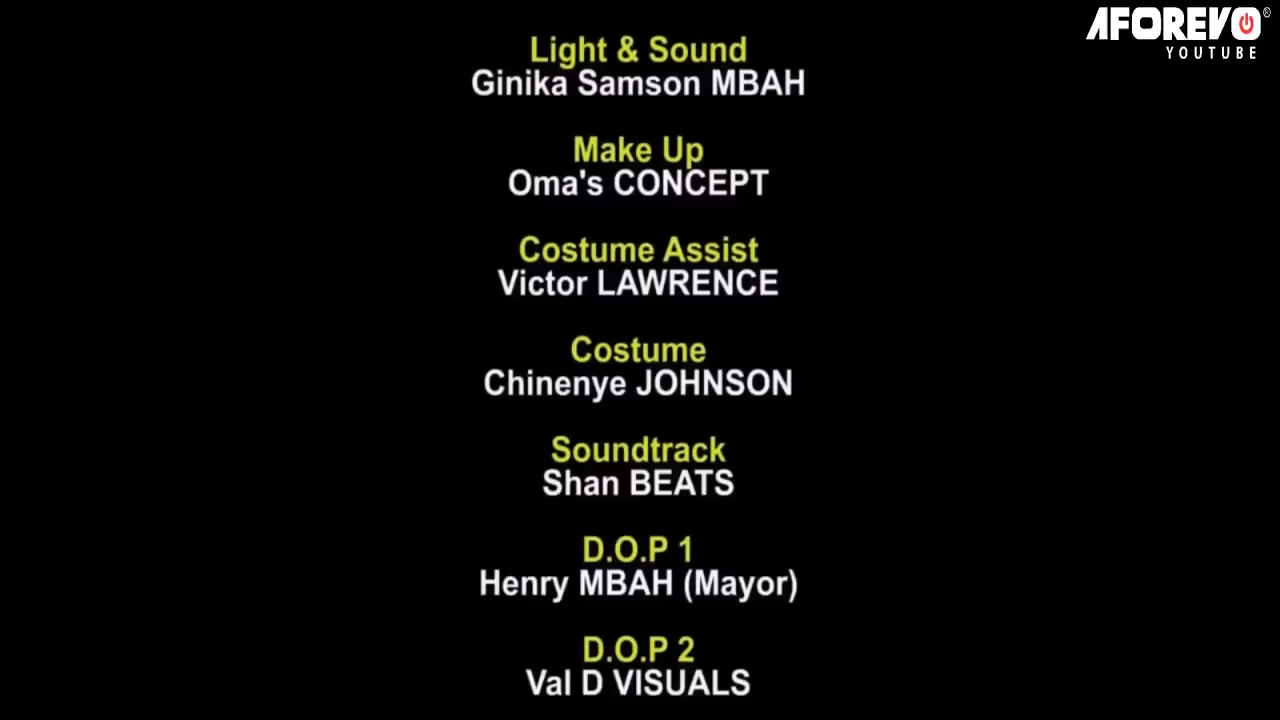 AFOREVO®
YOUTUBE
Light & Sound
Ginika Samson MBAH
Make Up
Oma's CONCEPT
Costume Assist
Victor LAWRENCE
Costume
Chinenye JOHNSON
Soundtrack
Shan BEATS
D.O.P 1
Henry MBAH (Mayor)
D.O.P 2
Val D VISUALS